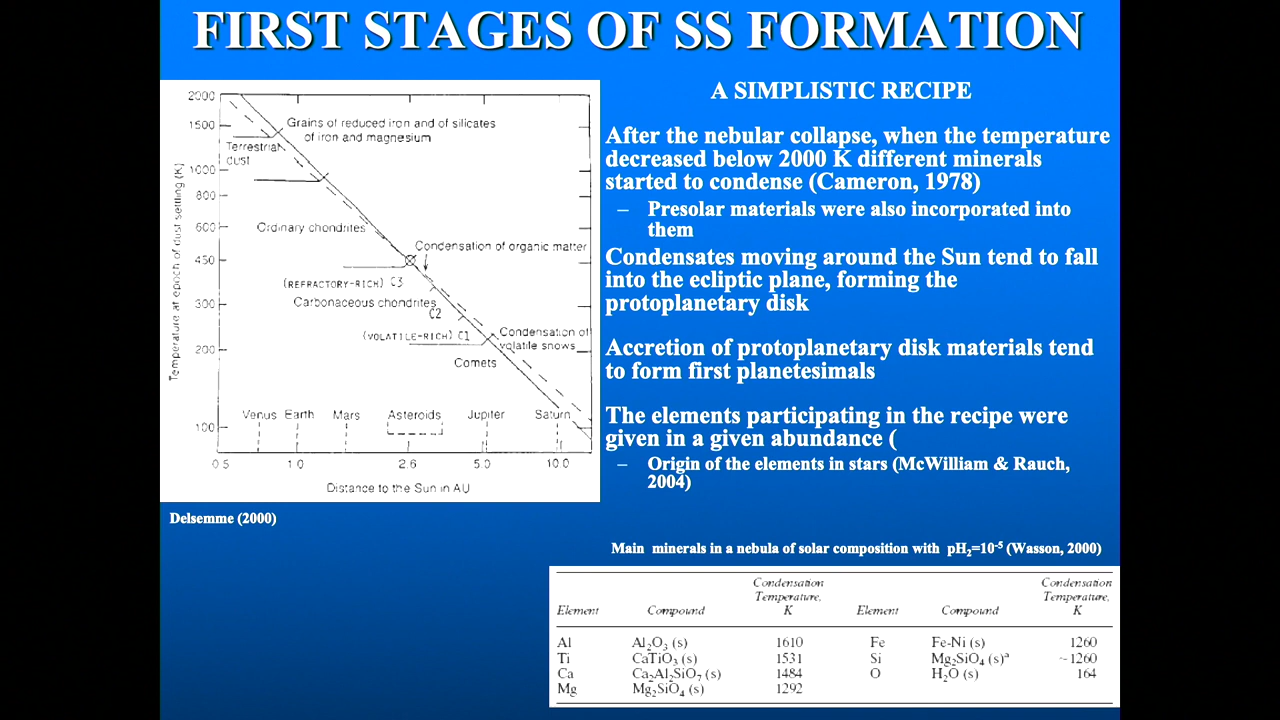 FIRST STAGES OF SS FORMATION
A SIMPLISTIC RECIPE
After the nebular collapse, when the temperature
decreased below 2000 K different minerals
started to condense (Cameron, 1978)
– Presolar materials were also incorporated into
them
Condensates moving around the Sun tend to fall
into the ecliptic plane, forming the
protoplanetary disk
Accretion of protoplanetary disk materials tend
to form first planetesimals
The elements participating in the recipe were
given in a given abundance (
– Origin of the elements in stars (McWilliam & Rauch,
2004)
Temperature at epoch of dust settling (K)
2000
1500
1000
800
600
450
300
200
100
Grains of reduced iron and of silicates
of iron and magnesium
Terrestrial
dust
Ordinary chondrites
Condensation of organic matter
(REFRACTORY-RICH) C3
Carbonaceous chondrites
C2
(VOLATILE-RICH) C1
Condensation of
volatile snows
Comets
Venus Earth Mars Asteroids Jupiter Saturn
0.5 1.0 2.6 5.0 10.0
Distance to the Sun in AU
Delsemme (2000)
Main minerals in a nebula of solar composition with pH₂=10⁻⁵ (Wasson, 2000)
Condensation Condensation
Temperature, Temperature,
Element Compound K Element Compound K
Al Al₂O₃ (s) 1610 Fe Fe-Ni (s) 1260
Ti CaTiO₃ (s) 1531 Si Mg₂SiO₄ (s)ᵃ ~1260
Ca Ca₂Al₂SiO₇ (s) 1484 O H₂O (s) 164
Mg Mg₂SiO₄ (s) 1292